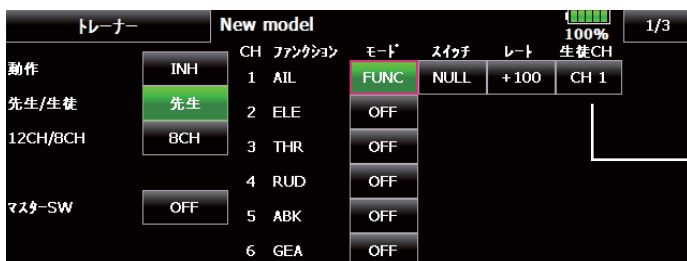 トレーナー New model 100% 1/3
CH ファンクション モード スイッチ レート 生徒CH
動作 INH 1 AIL FUNC NULL +100 CH 1
先生/生徒 先生 2 ELE OFF
12CH/8CH 8CH 3 THR OFF
4 RUD OFF
マスターSW OFF 5 ABK OFF
6 GEA OFF